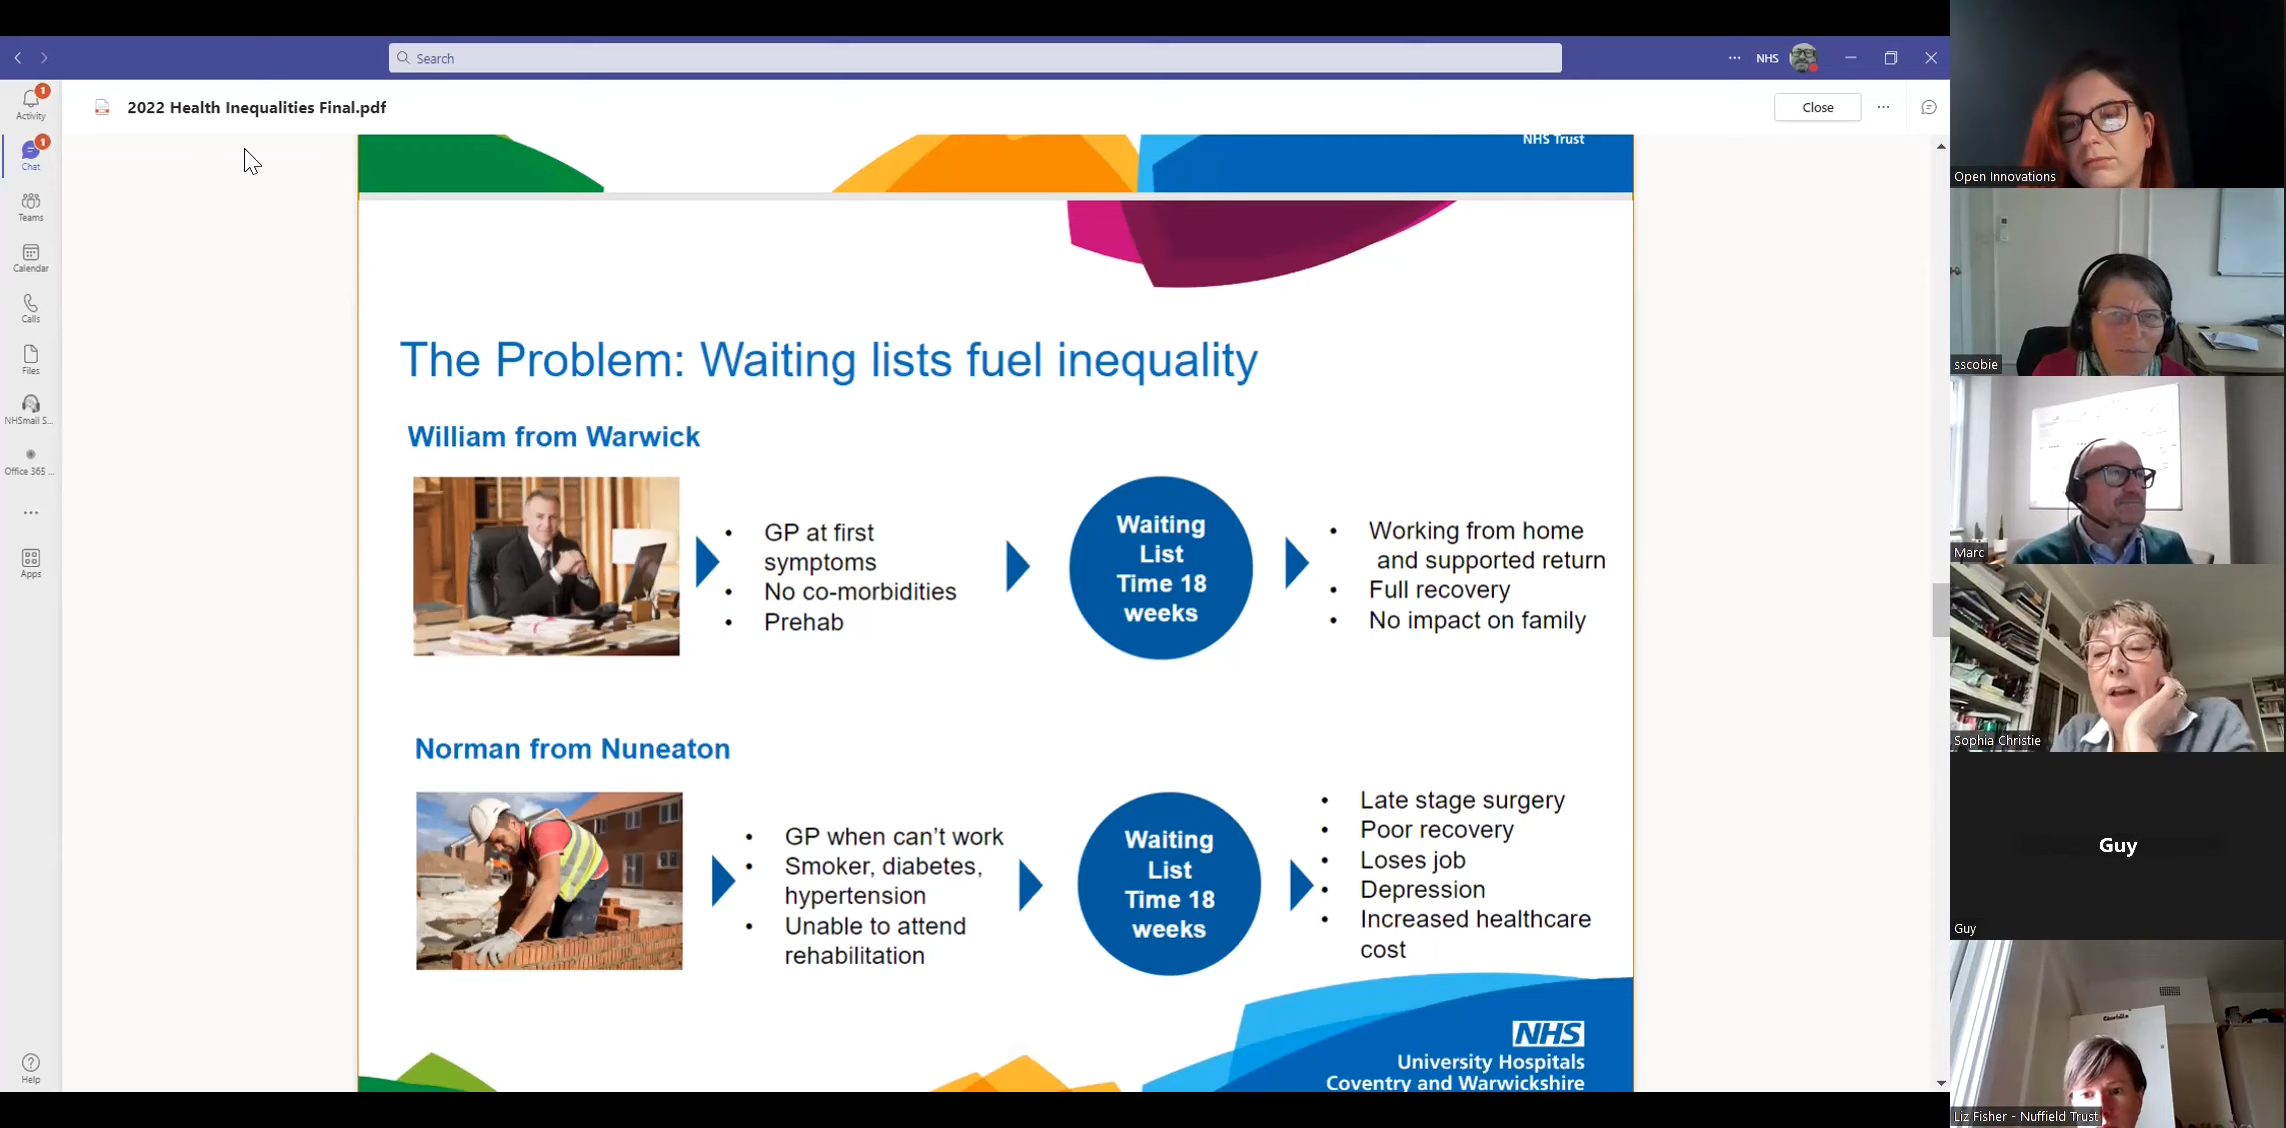 Search
NHS
Activity
1
Chat
1
Teams
Calendar
Calls
Files
NHSmail S...
Office 365 ...
Apps
Help
2022 Health Inequalities Final.pdf
Close
NHS Trust
The Problem: Waiting lists fuel inequality
William from Warwick
• GP at first
symptoms
• No co-morbidities
• Prehab
Waiting
List
Time 18
weeks
• Working from home
and supported return
• Full recovery
• No impact on family
Norman from Nuneaton
• GP when can't work
• Smoker, diabetes,
hypertension
• Unable to attend
rehabilitation
Waiting
List
Time 18
weeks
• Late stage surgery
• Poor recovery
• Loses job
• Depression
• Increased healthcare
cost
NHS
University Hospitals
Coventry and Warwickshire
Open Innovations
sscobie
Marc
Sophia Christie
Guy
Guy
Liz Fisher - Nuffield Trust